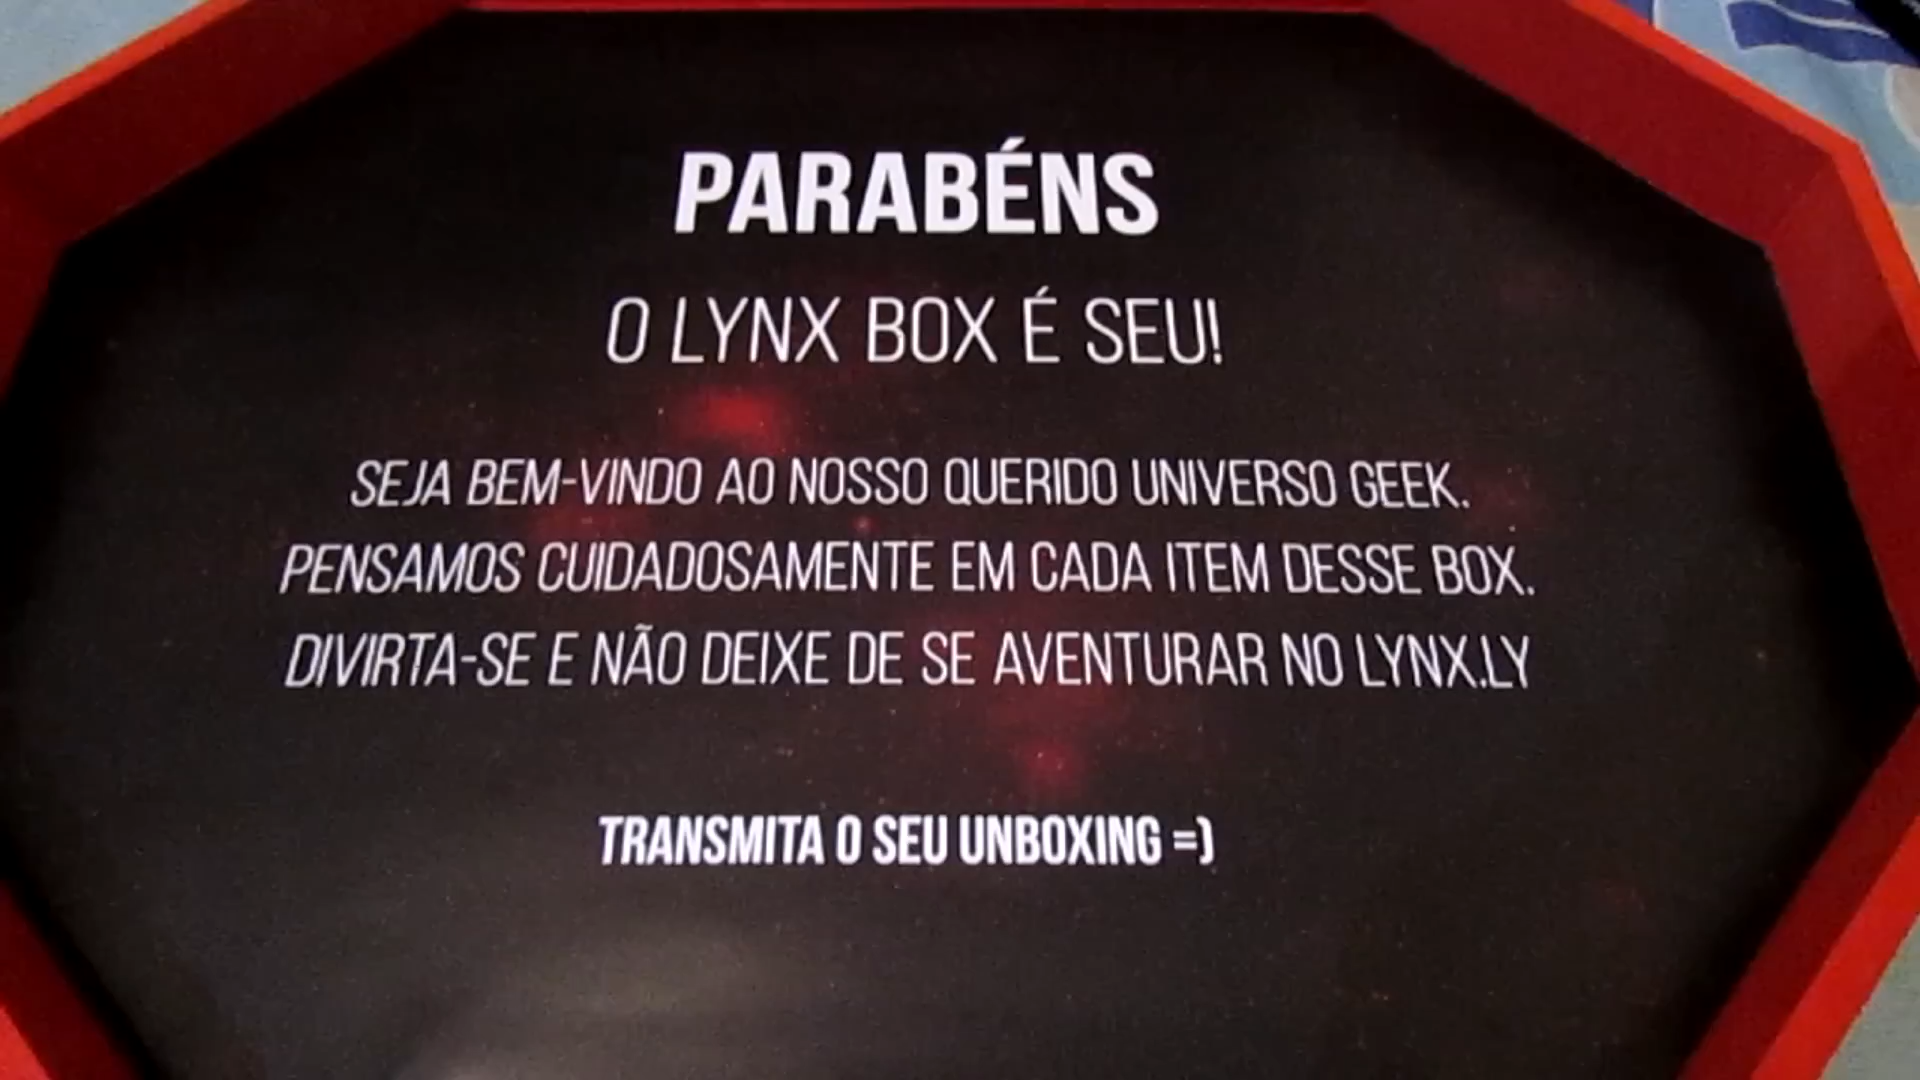 PARABÉNS
O LYNX BOX É SEU!
SEJA BEM-VINDO AO NOSSO QUERIDO UNIVERSO GEEK.
PENSAMOS CUIDADOSAMENTE EM CADA ITEM DESSE BOX.
DIVIRTA-SE E NÃO DEIXE DE SE AVENTURAR NO LYNX.LY
TRANSMITA O SEU UNBOXING =)